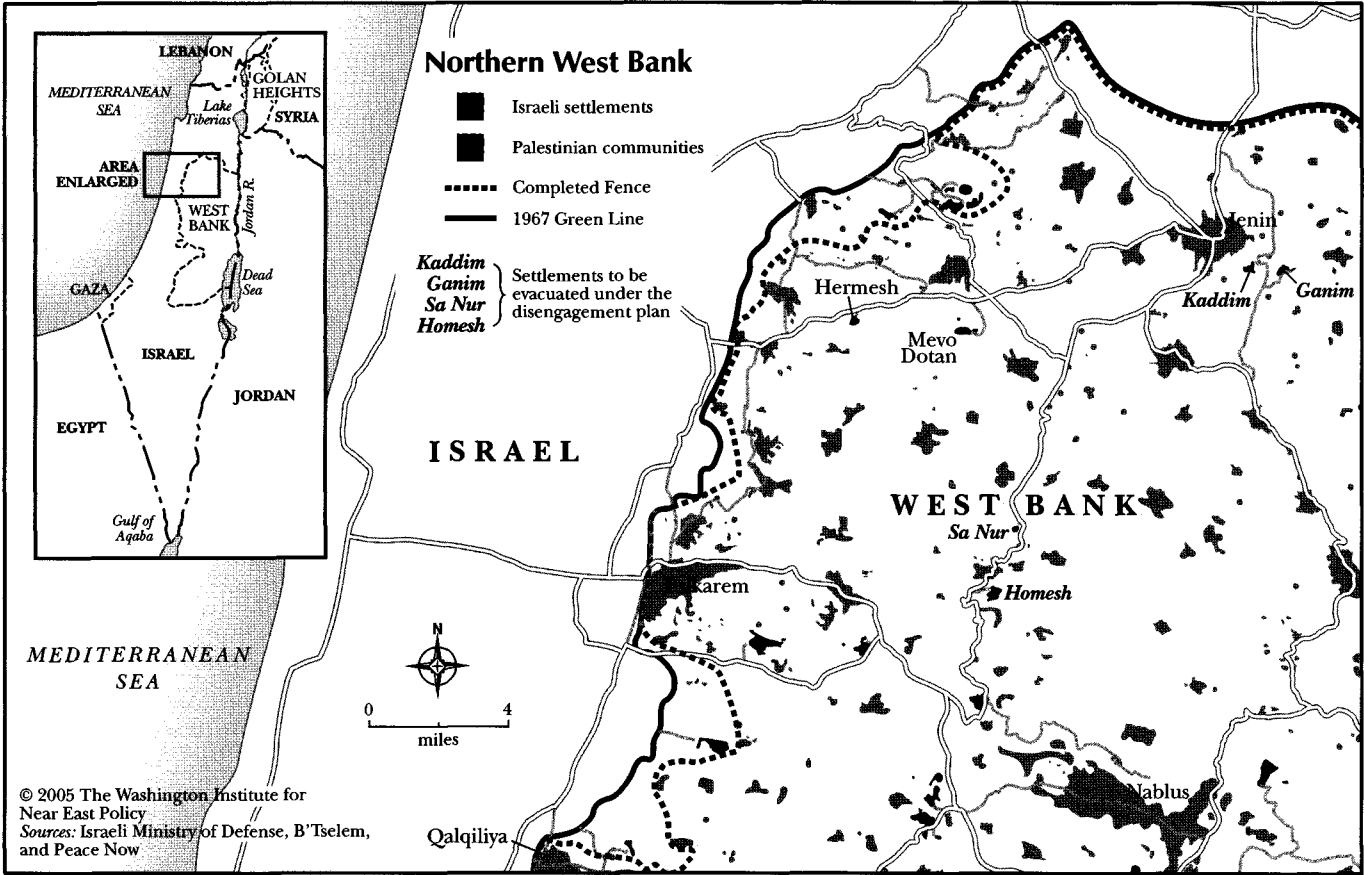 LEBANON
GOLAN
HEIGHTS
MEDITERRANEAN
SEA
Lake
Tiberias
SYRIA
AREA
ENLARGED
WEST
BANK
Jordan R.
Dead
Sea
GAZA
ISRAEL
JORDAN
EGYPT
Gulf of
Aqaba
Northern West Bank
Israeli settlements
Palestinian communities
Completed Fence
1967 Green Line
Kaddim
Ganim
Sa Nur
Homesh
Settlements to be
evacuated under the
disengagement plan
Jenin
Kaddim
Ganim
Hermesh
Mevo
Dotan
ISRAEL
WEST BANK
Sa Nur
Homesh
karem
MEDITERRANEAN
SEA
N
0 4
miles
Nablus
Qalqiliya
© 2005 The Washington Institute for
Near East Policy
Sources: Israeli Ministry of Defense, B'Tselem,
and Peace Now